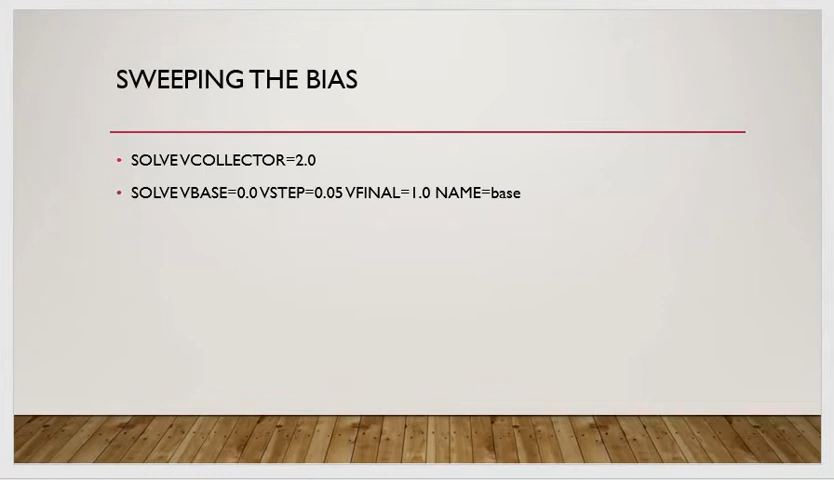 SWEEPING THE BIAS
• SOLVE VCOLLECTOR=2.0
• SOLVE VBASE=0.0 VSTEP=0.05 VFINAL=1.0 NAME=base